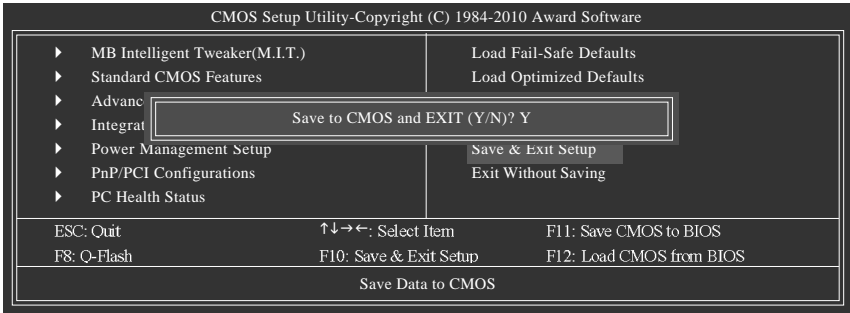 CMOS Setup Utility-Copyright (C) 1984-2010 Award Software
MB Intelligent Tweaker(M.I.T.)
Standard CMOS Features
Power Management Setup
PnP/PCI Configurations
PC Health Status
Load Fail-Safe Defaults
Load Optimized Defaults
Save & Exit Setup
Exit Without Saving
Save to CMOS and EXIT (Y/N)? Y
ESC: Quit ↑↓→←: Select Item F11: Save CMOS to BIOS
F8: Q-Flash F10: Save & Exit Setup F12: Load CMOS from BIOS
Save Data to CMOS